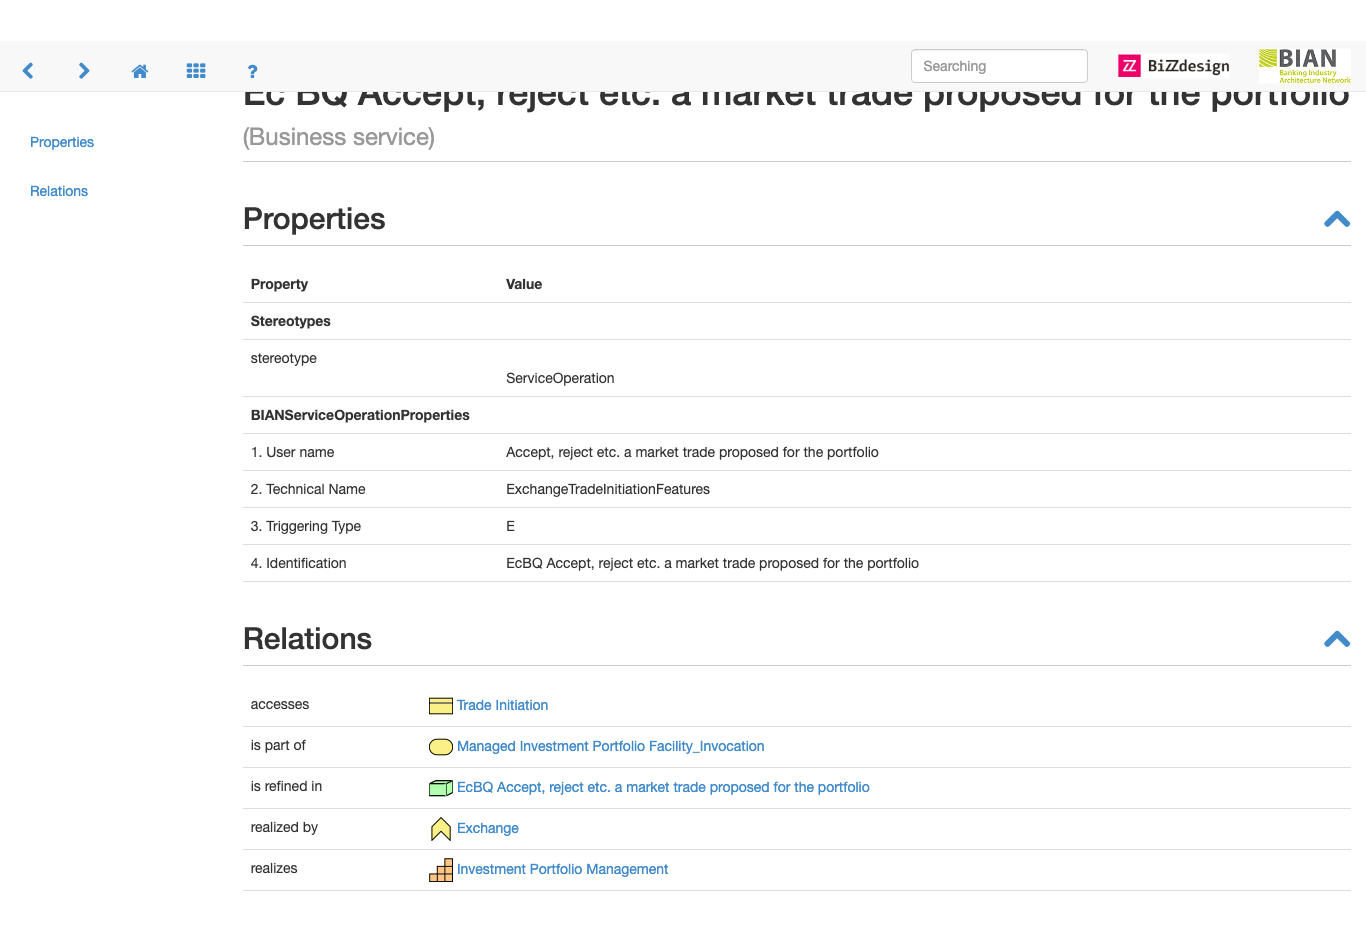 ?
Searching
BiZZdesign
BIAN
Banking Industry
Architecture Network
Ec BQ Accept, reject etc. a market trade proposed for the portfolio
(Business service)
Properties
Relations
Properties
Property Value
Stereotypes
stereotype
ServiceOperation
BIANServiceOperationProperties
1. User name Accept, reject etc. a market trade proposed for the portfolio
2. Technical Name ExchangeTradeInitiationFeatures
3. Triggering Type E
4. Identification EcBQ Accept, reject etc. a market trade proposed for the portfolio
Relations
accesses Trade Initiation
is part of Managed Investment Portfolio Facility_Invocation
is refined in EcBQ Accept, reject etc. a market trade proposed for the portfolio
realized by Exchange
realizes Investment Portfolio Management